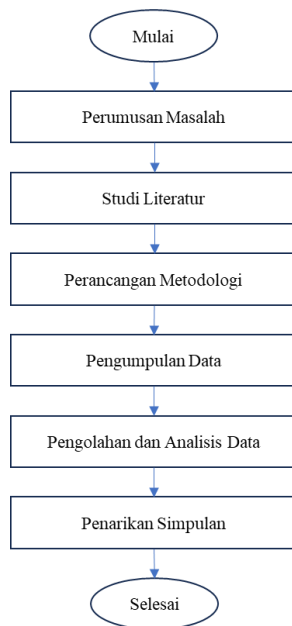 Mulai
Perumusan Masalah
Studi Literatur
Perancangan Metodologi
Pengumpulan Data
Pengolahan dan Analisis Data
Penarikan Simpulan
Selesai